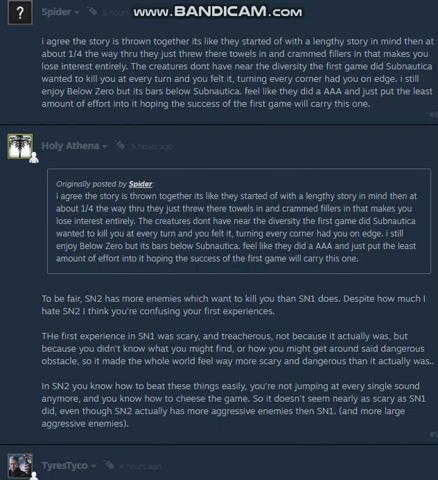 www.BANDICAM.com
Spider
i agree the story is thrown together its like they started of with a lengthy story in mind then at
about 1/4 the way thru they just threw there towels in and crammed fillers in that makes you
lose interest entirely. The creatures dont have near the diversity the first game did Subnautica
wanted to kill you at every turn and you felt it, turning every corner had you on edge. i still
enjoy Below Zero but its bars below Subnautica. feel like they did a AAA and just put the least
amount of effort into it hoping the success of the first game will carry this one.
Holy Athena 5 hours ago
Originally posted by Spider:
i agree the story is thrown together its like they started of with a lengthy story in mind then at
about 1/4 the way thru they just threw there towels in and crammed fillers in that makes you
lose interest entirely. The creatures dont have near the diversity the first game did Subnautica
wanted to kill you at every turn and you felt it, turning every corner had you on edge. i still
enjoy Below Zero but its bars below Subnautica. feel like they did a AAA and just put the least
amount of effort into it hoping the success of the first game will carry this one.
To be fair, SN2 has more enemies which want to kill you than SN1 does. Despite how much I
hate SN2 I think you're confusing your first experiences.
THe first experience in SN1 was scary, and treacherous, not because it actually was, but
because you didn't know what you might find, or how you might get around said dangerous
obstacle, so it made the whole world feel way more scary and dangerous than it actually was..
In SN2 you know how to beat these things easily, you're not jumping at every single sound
anymore, and you know how to cheese the game. So it doesn't seem nearly as scary as SN1
did, even though SN2 actually has more aggressive enemies then SN1. (and more large
aggressive enemies).
TyresTyco 4 hours ago